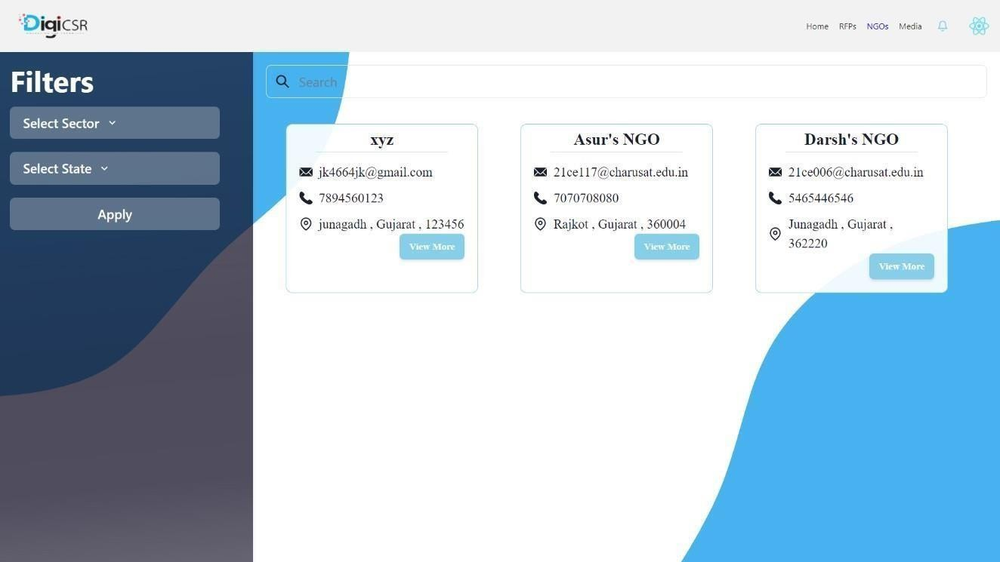 DigiCSR
Home RFPs NGOs Media
Filters
Select Sector
Select State
Apply
Search
xyz
jk4664jk@gmail.com
7894560123
junagadh , Gujarat , 123456
View More
Asur's NGO
21ce117@charusat.edu.in
7070708080
Rajkot , Gujarat , 360004
View More
Darsh's NGO
21ce006@charusat.edu.in
5465446546
Junagadh , Gujarat ,
362220
View More